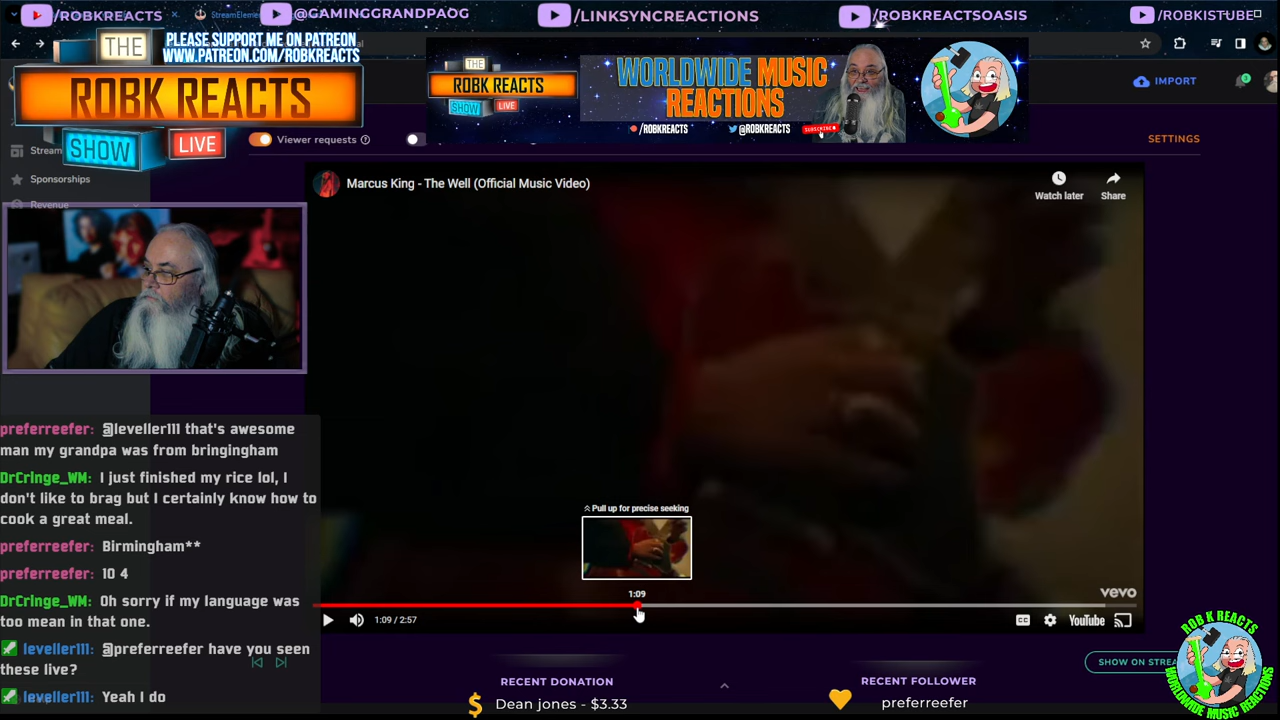 /ROBKREACTS
@GAMINGGRANDPAOG
/LINKSYNCREACTIONS
/ROBKREACTSOASIS
/ROBKISTUBE
StreamEleme
THE
ROBK REACTS
SHOW
LIVE
PLEASE SUPPORT ME ON PATREON
WWW.PATREON.COM/ROBKREACTS
THE
ROBK REACTS
SHOW
LIVE
WORLDWIDE MUSIC
REACTIONS
/ROBKREACTS
@ROBKREACTS
SUBSCRIBE
IMPORT
Viewer requests
SETTINGS
Stream
Sponsorships
Revenue
Marcus King - The Well (Official Music Video)
Watch later
Share
preferreefer: @leveller111 that's awesome
man my grandpa was from bringingham
DrCringe_WM: I just finished my rice lol, I
don't like to brag but I certainly know how to
cook a great meal.
preferreefer: Birmingham**
preferreefer: 10 4
DrCringe_WM: Oh sorry if my language was
too mean in that one.
leveller111: @preferreefer have you seen
these live?
leveller111: Yeah I do
Pull up for precise seeking
1:09
vevo
1:09 / 2:57
CC
YouTube
SHOW ON STREA
RECENT DONATION
Dean jones - $3.33
RECENT FOLLOWER
preferreefer
ROB K REACTS
WORLDWIDE MUSIC REACTIONS